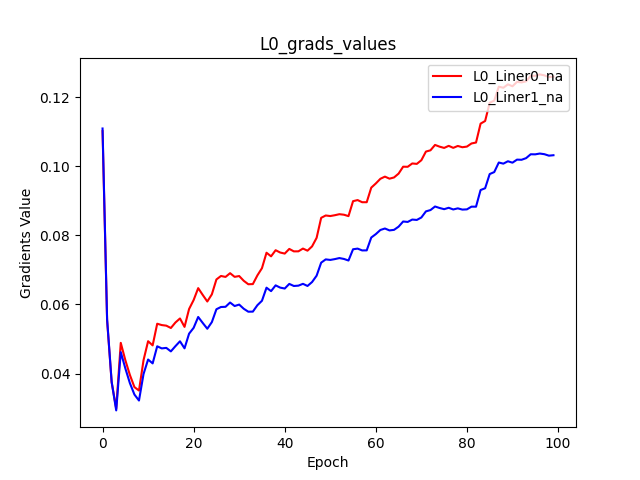 L0_grads_values
L0_Liner0_na
L0_Liner1_na
Gradients Value
0.12
0.10
0.08
0.06
0.04
0 20 40 60 80 100
Epoch